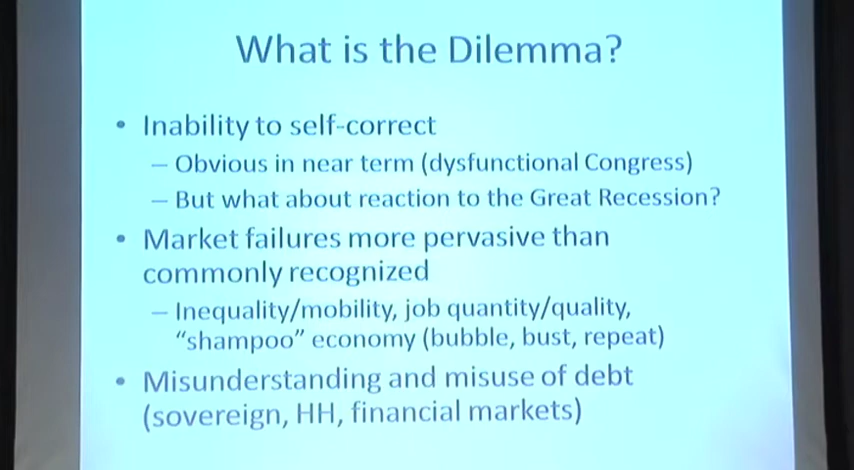 What is the Dilemma?
• Inability to self-correct
– Obvious in near term (dysfunctional Congress)
– But what about reaction to the Great Recession?
• Market failures more pervasive than
commonly recognized
– Inequality/mobility, job quantity/quality,
“shampoo” economy (bubble, bust, repeat)
• Misunderstanding and misuse of debt
(sovereign, HH, financial markets)